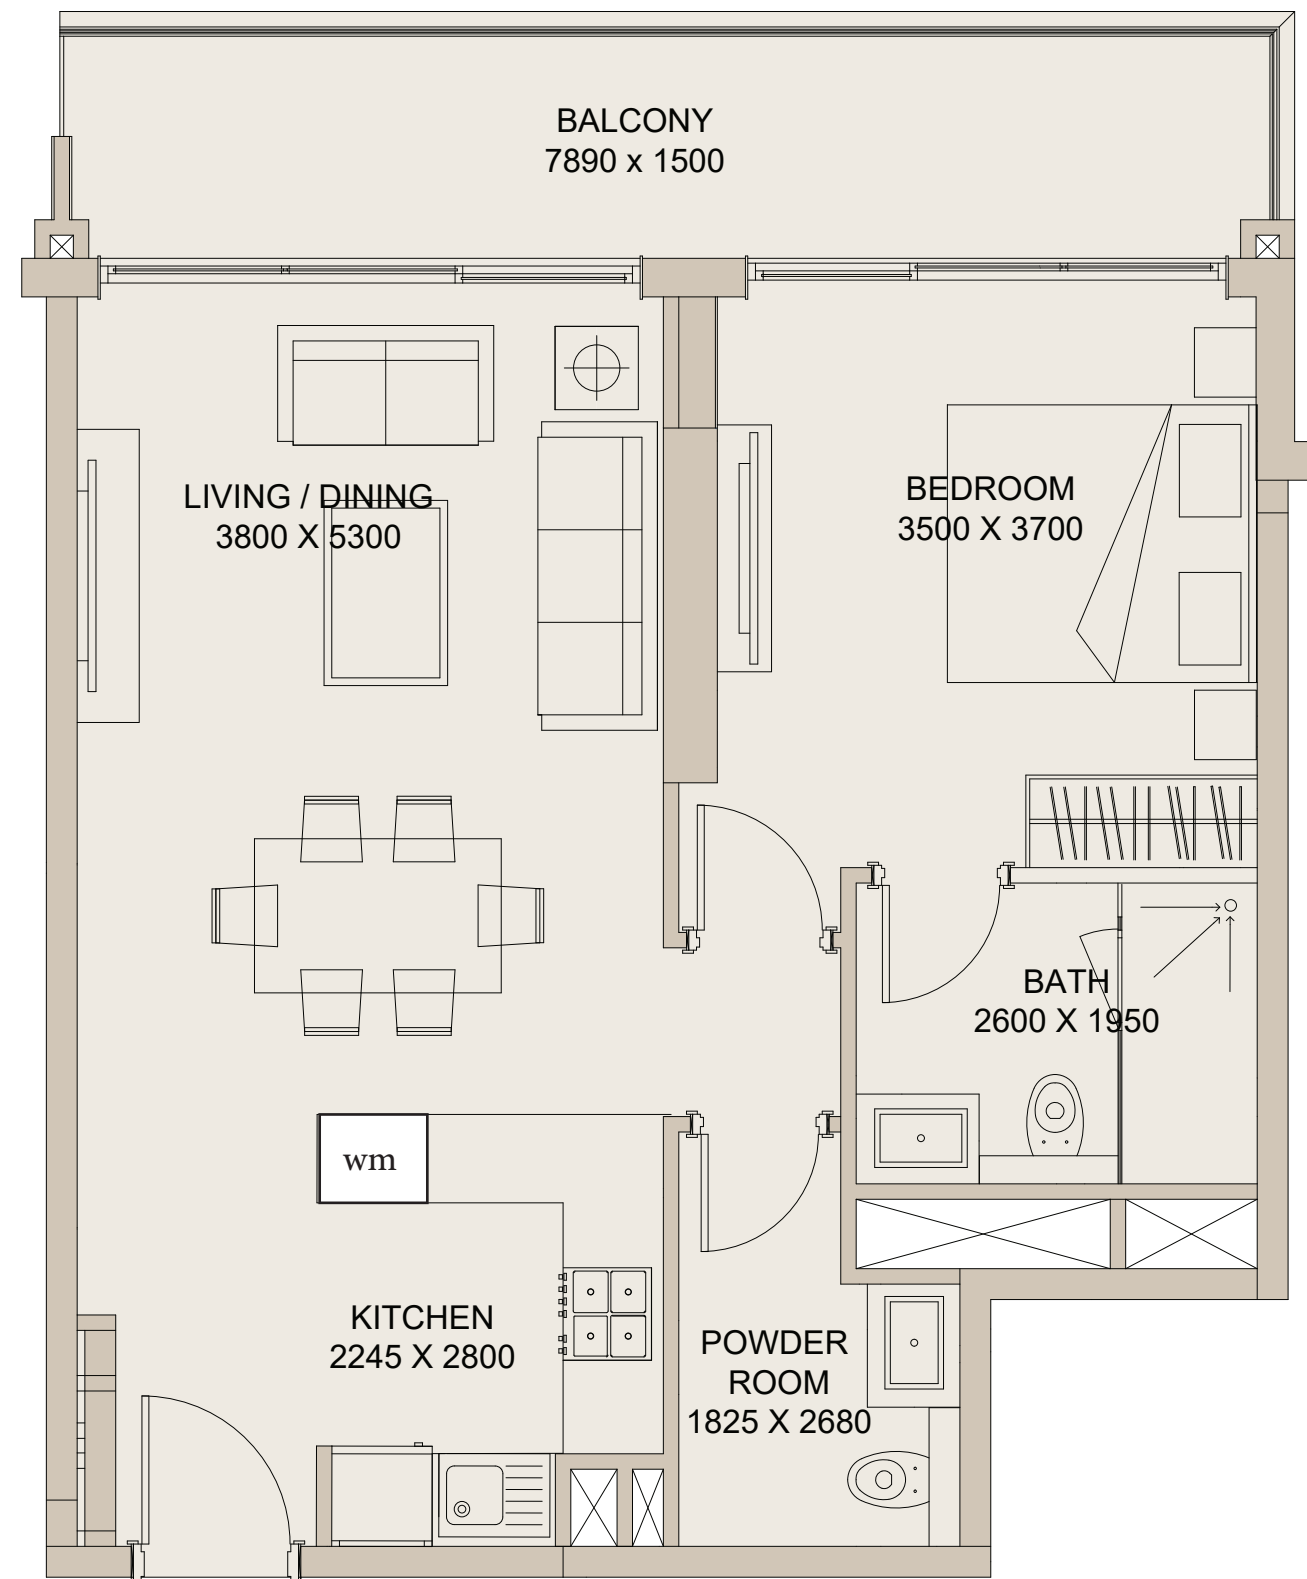 BALCONY
7890 x 1500
LIVING / DINING
3800 X 5300
BEDROOM
3500 X 3700
BATH
2600 X 1950
wm
KITCHEN
2245 X 2800
POWDER
ROOM
1825 X 2680